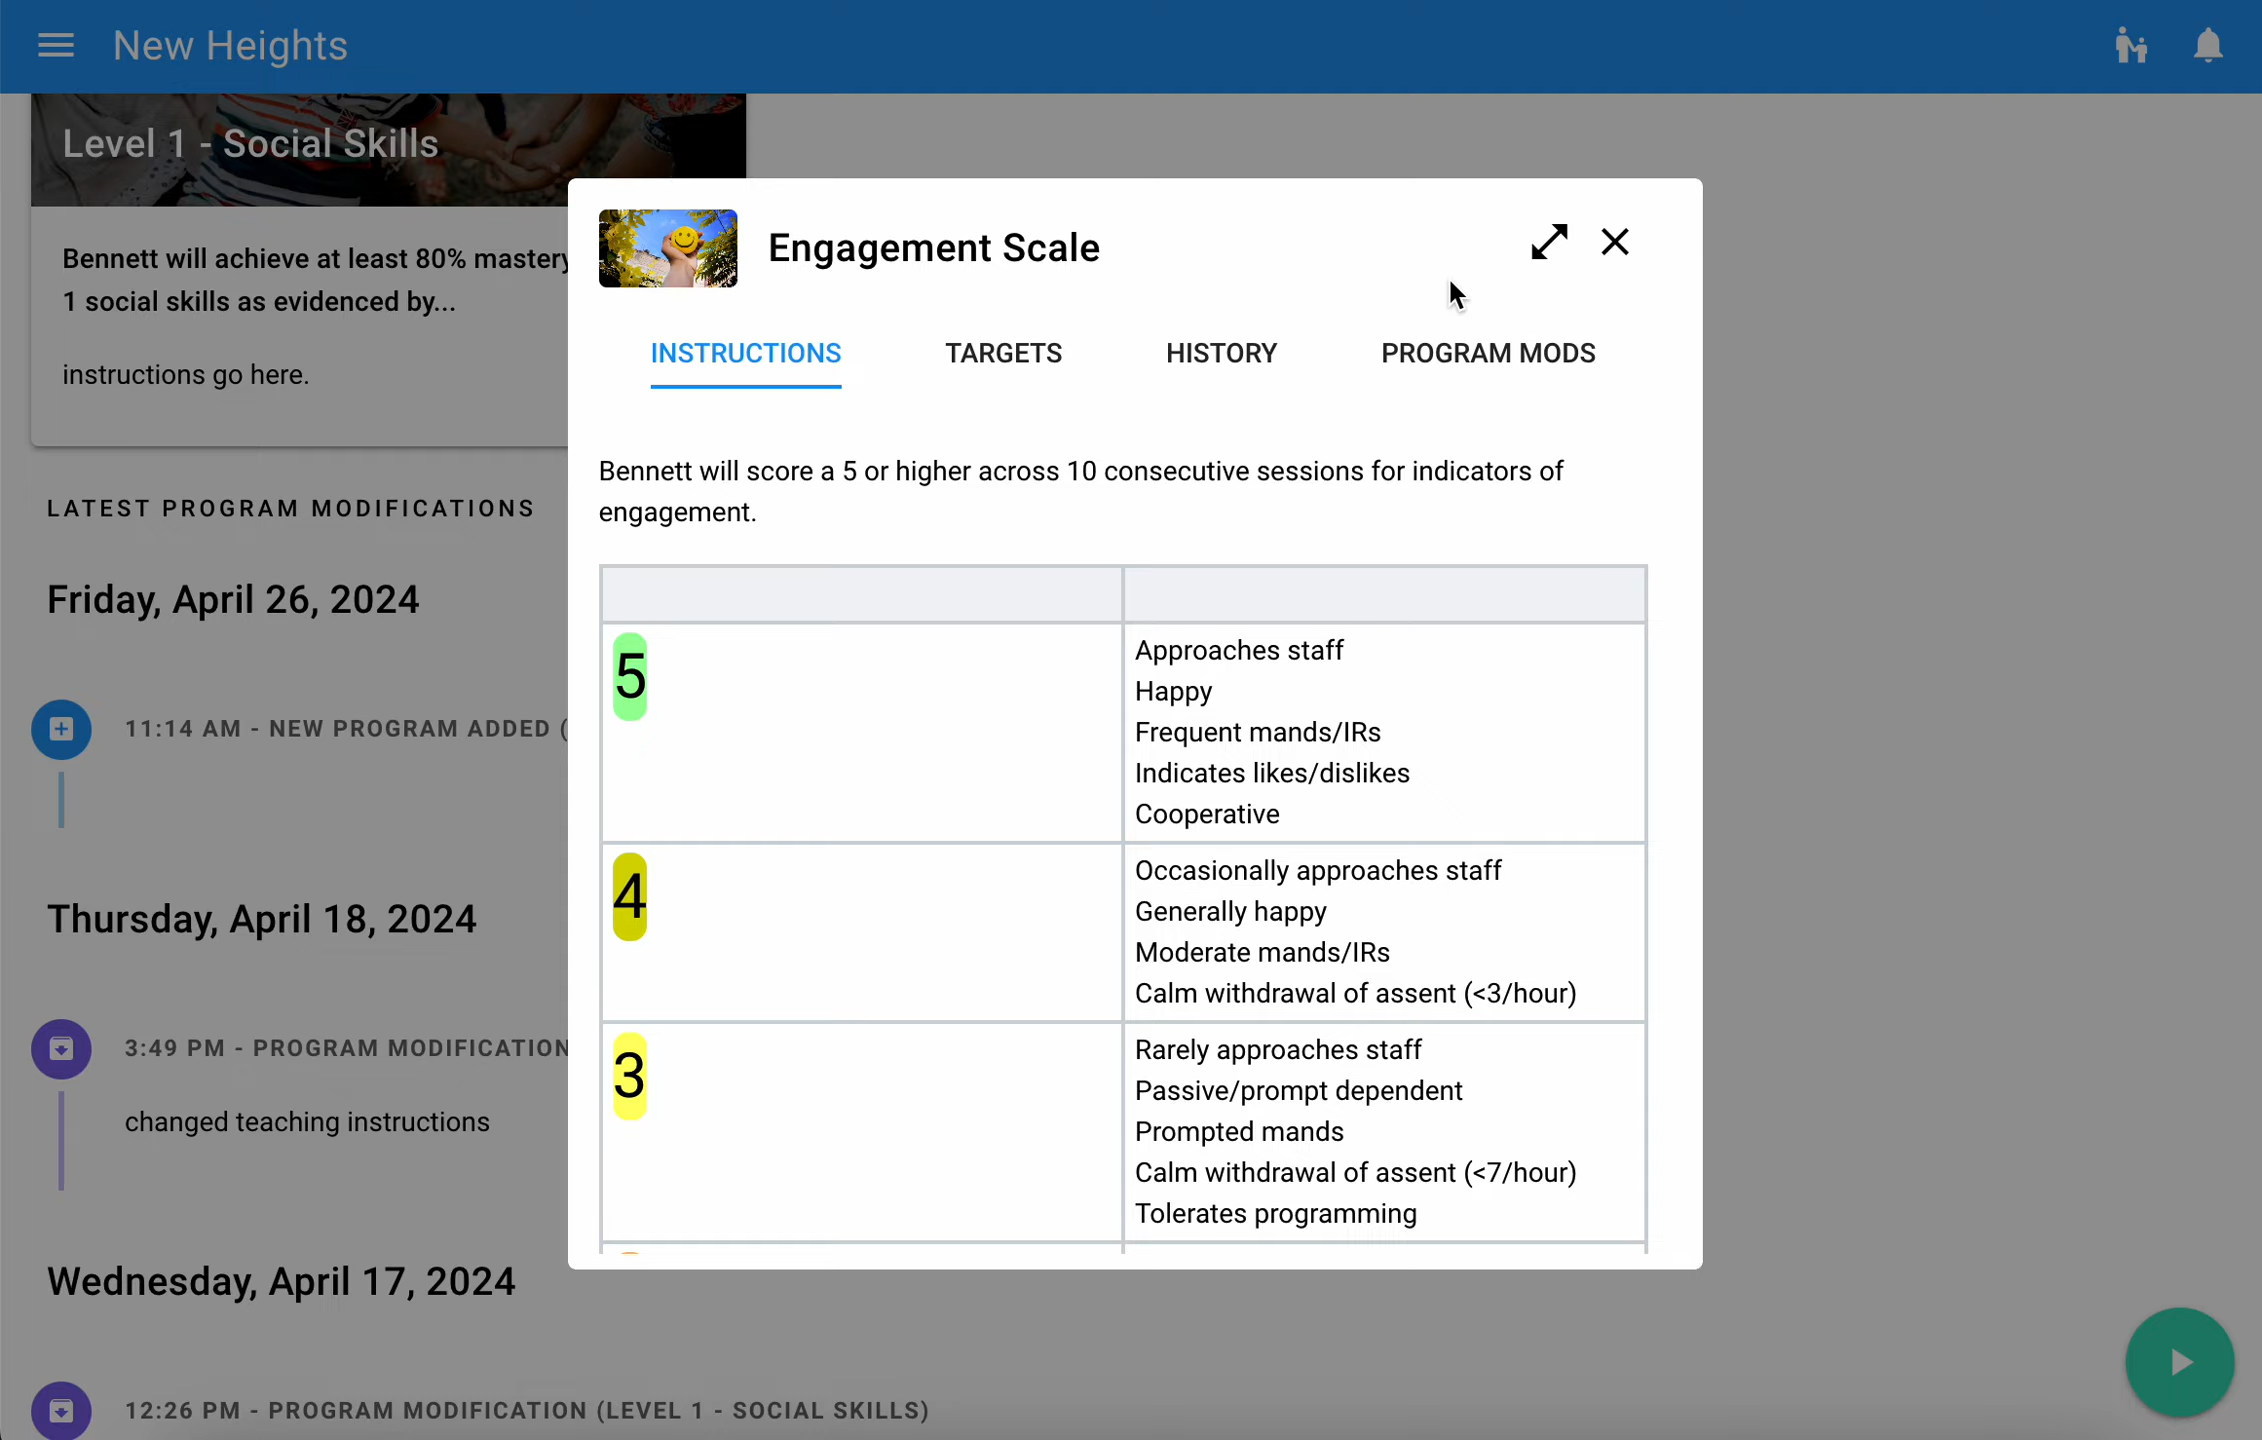 New Heights
Level 1 - Social Skills
Bennett will achieve at least 80% mastery
1 social skills as evidenced by...
instructions go here.
LATEST PROGRAM MODIFICATIONS
Friday, April 26, 2024
11:14 AM - NEW PROGRAM ADDED (
Thursday, April 18, 2024
3:49 PM - PROGRAM MODIFICATION
changed teaching instructions
Wednesday, April 17, 2024
12:26 PM - PROGRAM MODIFICATION (LEVEL 1 - SOCIAL SKILLS)
Engagement Scale
INSTRUCTIONS
TARGETS
HISTORY
PROGRAM MODS
Bennett will score a 5 or higher across 10 consecutive sessions for indicators of
engagement.
5
Approaches staff
Happy
Frequent mands/IRs
Indicates likes/dislikes
Cooperative
4
Occasionally approaches staff
Generally happy
Moderate mands/IRs
Calm withdrawal of assent (<3/hour)
3
Rarely approaches staff
Passive/prompt dependent
Prompted mands
Calm withdrawal of assent (<7/hour)
Tolerates programming